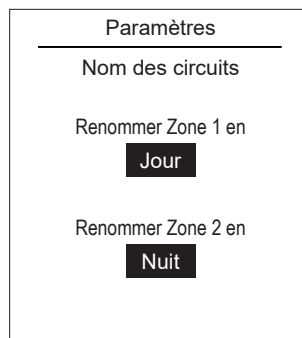 Paramètres
Nom des circuits
Renommer Zone 1 en
Jour
Renommer Zone 2 en
Nuit